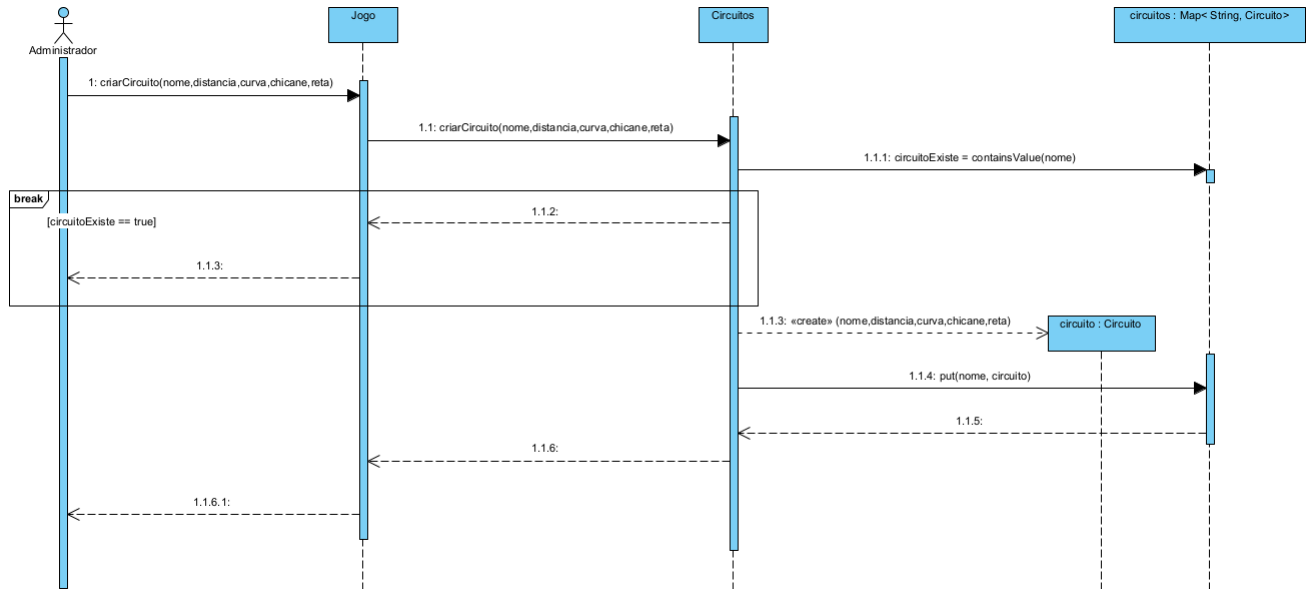 Administrador
Jogo
Circuitos
circuitos : Map< String, Circuito>
1: criarCircuito(nome,distancia,curva,chicane,reta)
1.1: criarCircuito(nome,distancia,curva,chicane,reta)
1.1.1: circuitoExiste = containsValue(nome)
break
[circuitoExiste == true]
1.1.2:
1.1.3:
1.1.3: «create» (nome,distancia,curva,chicane,reta)
circuito : Circuito
1.1.4: put(nome, circuito)
1.1.5:
1.1.6:
1.1.6.1: